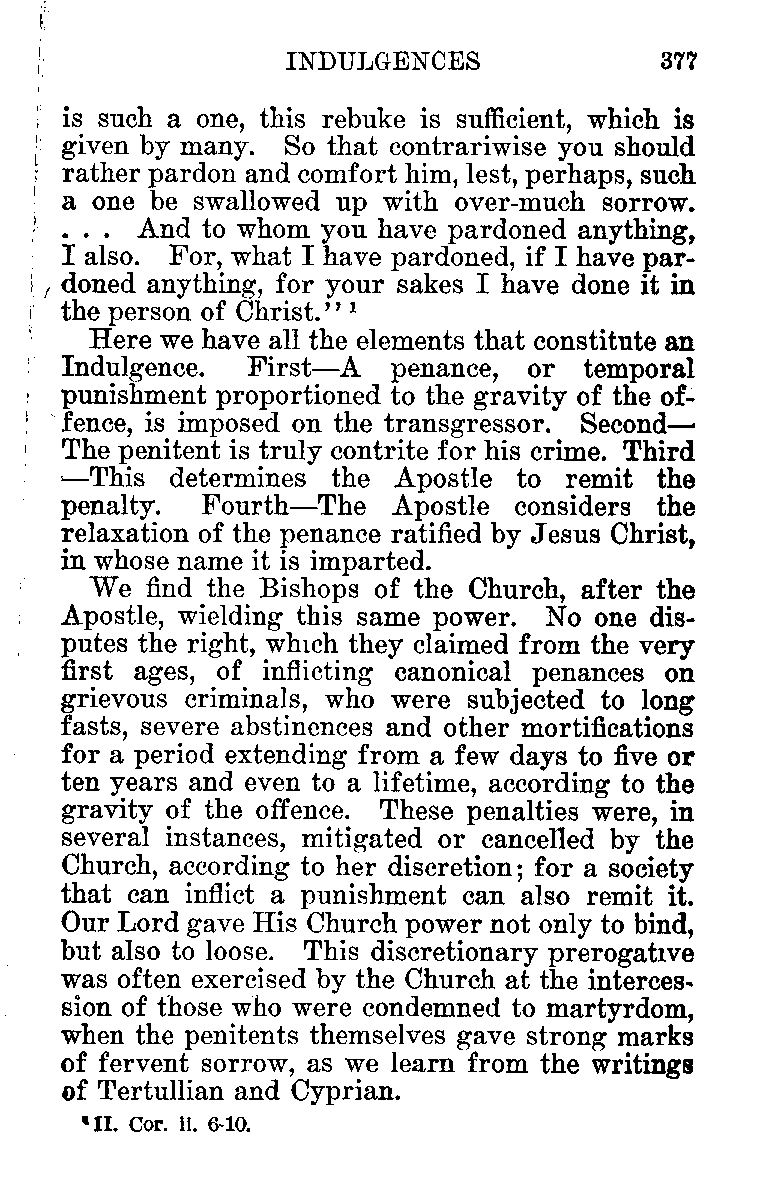 INDULGENCES 377
is such a one, this rebuke is sufficient, which is
given by many. So that contrariwise you should
rather pardon and comfort him, lest, perhaps, such
a one be swallowed up with over-much sorrow.
. . . And to whom you have pardoned anything,
I also. For, what I have pardoned, if I have par-
doned anything, for your sakes I have done it in
the person of Christ." ¹
Here we have all the elements that constitute an
Indulgence. First—A penance, or temporal
punishment proportioned to the gravity of the of-
fence, is imposed on the transgressor. Second—
The penitent is truly contrite for his crime. Third
—This determines the Apostle to remit the
penalty. Fourth—The Apostle considers the
relaxation of the penance ratified by Jesus Christ,
in whose name it is imparted.
We find the Bishops of the Church, after the
Apostle, wielding this same power. No one dis-
putes the right, which they claimed from the very
first ages, of inflicting canonical penances on
grievous criminals, who were subjected to long
fasts, severe abstinences and other mortifications
for a period extending from a few days to five or
ten years and even to a lifetime, according to the
gravity of the offence. These penalties were, in
several instances, mitigated or cancelled by the
Church, according to her discretion; for a society
that can inflict a punishment can also remit it.
Our Lord gave His Church power not only to bind,
but also to loose. This discretionary prerogative
was often exercised by the Church at the interces-
sion of those who were condemned to martyrdom,
when the penitents themselves gave strong marks
of fervent sorrow, as we learn from the writings
of Tertullian and Cyprian.
¹ II. Cor. ii. 6-10.